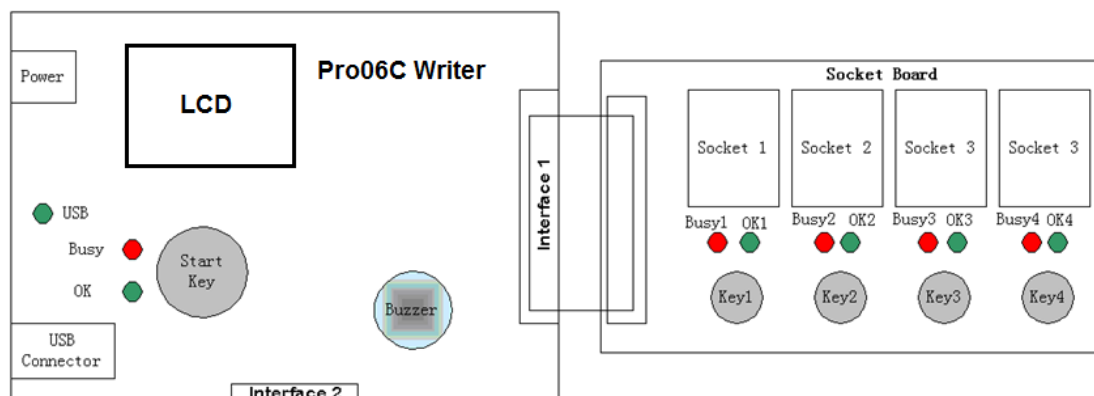 Pro06C Writer
Power
LCD
USB
Busy
OK
Start
Key
Buzzer
USB
Connector
Interface 2
Interface 1
Socket Board
Socket 1
Socket 2
Socket 3
Socket 3
Busy1 OK1
Busy2 OK2
Busy3 OK3
Busy4 OK4
Key1
Key2
Key3
Key4